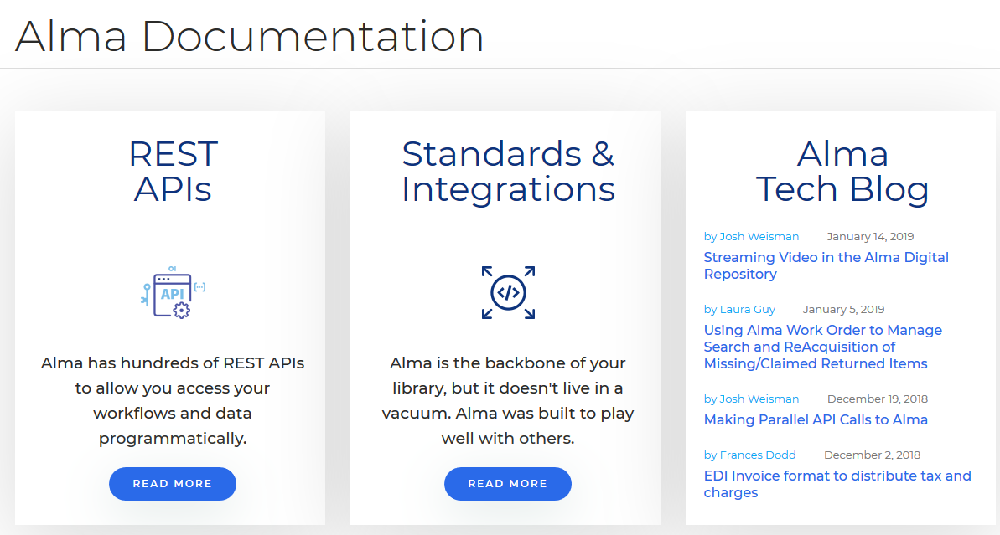 Alma Documentation
REST
APIs
API
Alma has hundreds of REST APIs
to allow you access your
workflows and data
programmatically.
READ MORE
Standards &
Integrations
</>
Alma is the backbone of your
library, but it doesn't live in a
vacuum. Alma was built to play
well with others.
READ MORE
Alma
Tech Blog
by Josh Weisman January 14, 2019
Streaming Video in the Alma Digital
Repository
by Laura Guy January 5, 2019
Using Alma Work Order to Manage
Search and ReAcquisition of
Missing/Claimed Returned Items
by Josh Weisman December 19, 2018
Making Parallel API Calls to Alma
by Frances Dodd December 2, 2018
EDI Invoice format to distribute tax and
charges